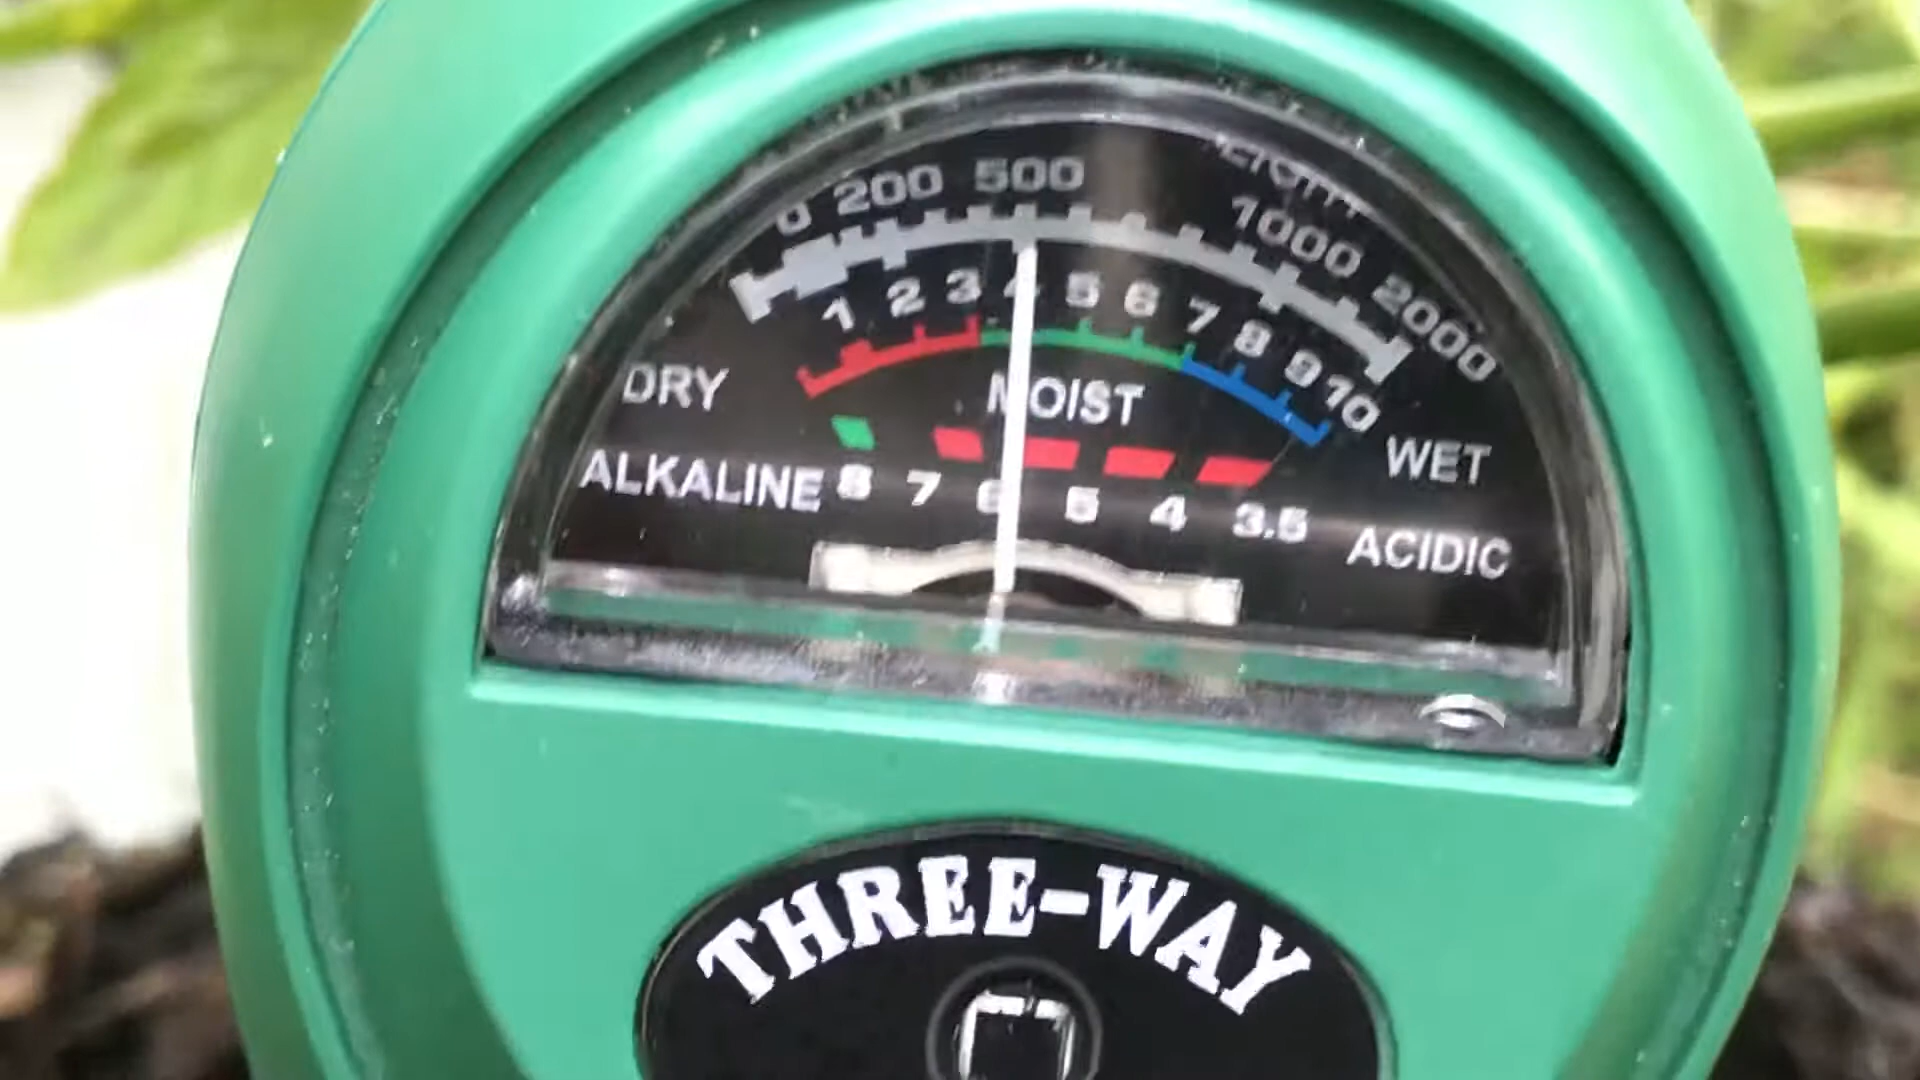 LIGHT
0 200 500 1000 2000
1 2 3 4 5 6 7 8 9 10
DRY MOIST WET
ALKALINE 8 7 6 5 4 3.5 ACIDIC
THREE-WAY